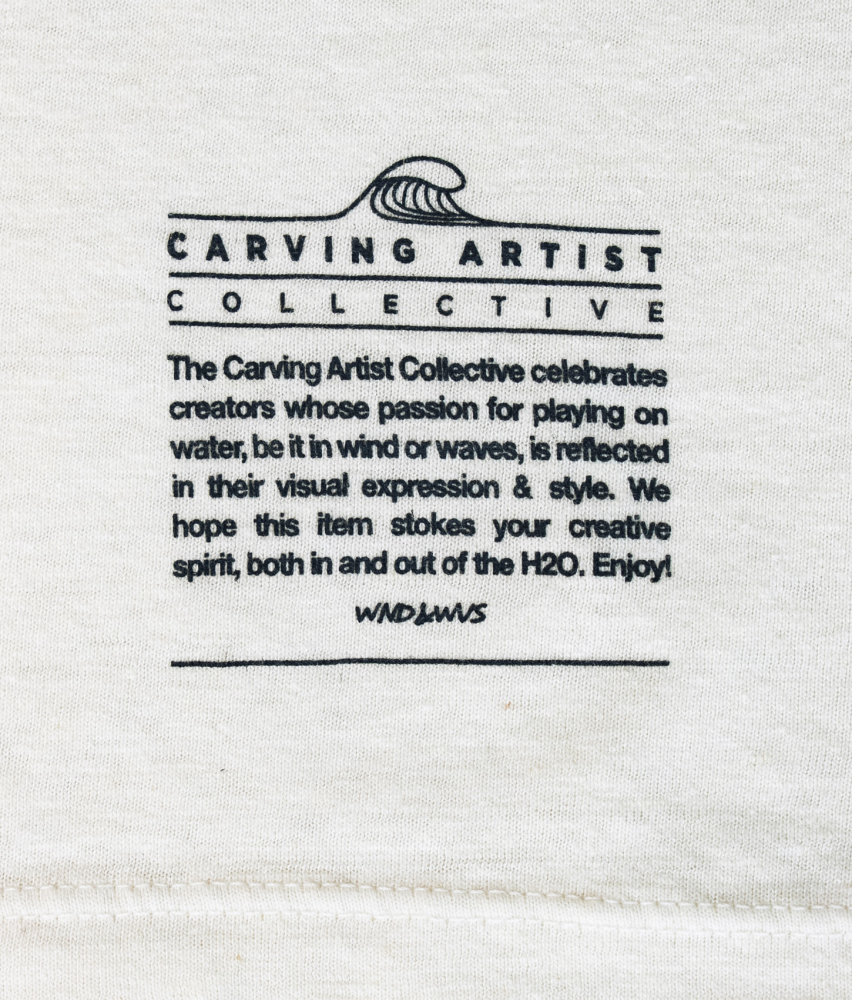 CARVING ARTIST
COLLECTIVE
The Carving Artist Collective celebrates
creators whose passion for playing on
water, be it in wind or waves, is reflected
in their visual expression & style. We
hope this item stokes your creative
spirit, both in and out of the H2O. Enjoy!
WND&WVS